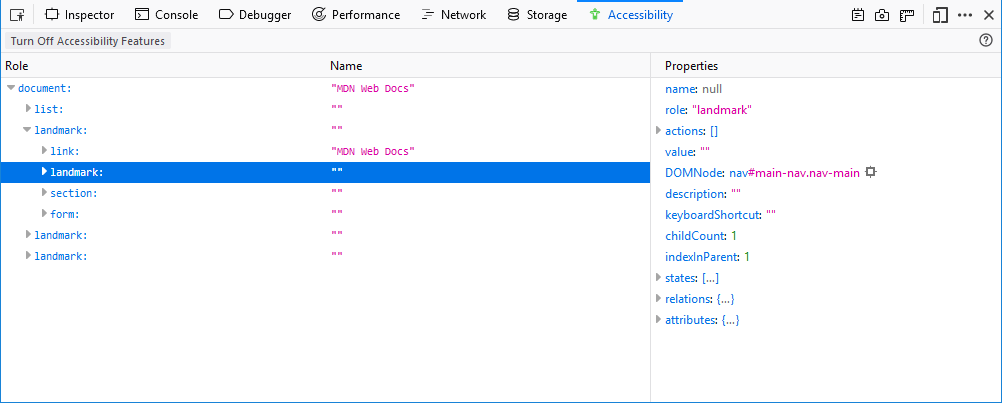 Inspector Console Debugger Performance Network Storage Accessibility
Turn Off Accessibility Features
Role Name
document: "MDN Web Docs"
list: ""
landmark: ""
link: "MDN Web Docs"
landmark: ""
section: ""
form: ""
landmark: ""
landmark: ""
Properties
name: null
role: "landmark"
actions: []
value: ""
DOMNode: nav#main-nav.nav-main
description: ""
keyboardShortcut: ""
childCount: 1
indexInParent: 1
states: [...]
relations: {...}
attributes: {...}